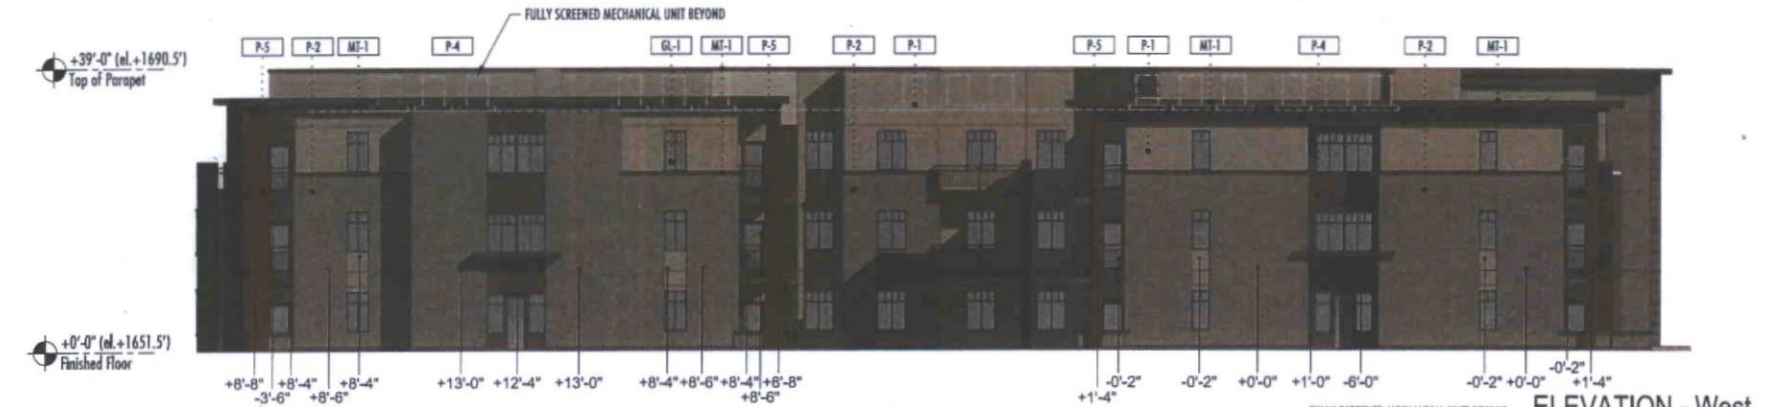 FULLY SCREENED MECHANICAL UNIT BEYOND
P-5 P-2 MT-1 P-4 GL-1 MT-1 P-5 P-2 P-1 P-5 P-1 MT-1 P-4 P-2 MT-1
+39'-0" (el.+1690.5')
Top of Parapet
+0'-0" (el.+1651.5')
Finished Floor
+8'-8" +8'-4" +8'-4" +13'-0" +12'-4" +13'-0" +8'-4" +8'-6" +8'-4" +8'-8" -0'-2" -0'-2" +0'-0" +1'-0" -6'-0" -0'-2" +0'-0" -0'-2" +1'-4"
-3'-6" +8'-6" +8'-6" +1'-4"
ELEVATION - West